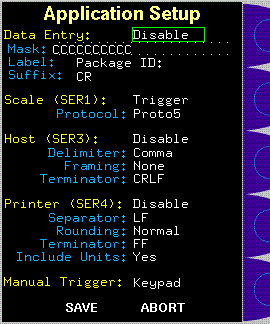 Application Setup
Data Entry: Disable
Mask: CCCCCCCCCC..........
Label: Package ID:
Suffix: CR
Scale (SER1): Trigger
Protocol: Proto5
Host (SER3): Disable
Delimiter: Comma
Framing: None
Terminator: CRLF
Printer (SER4): Disable
Separator: LF
Rounding: Normal
Terminator: FF
Include Units: Yes
Manual Trigger: Keypad
SAVE ABORT